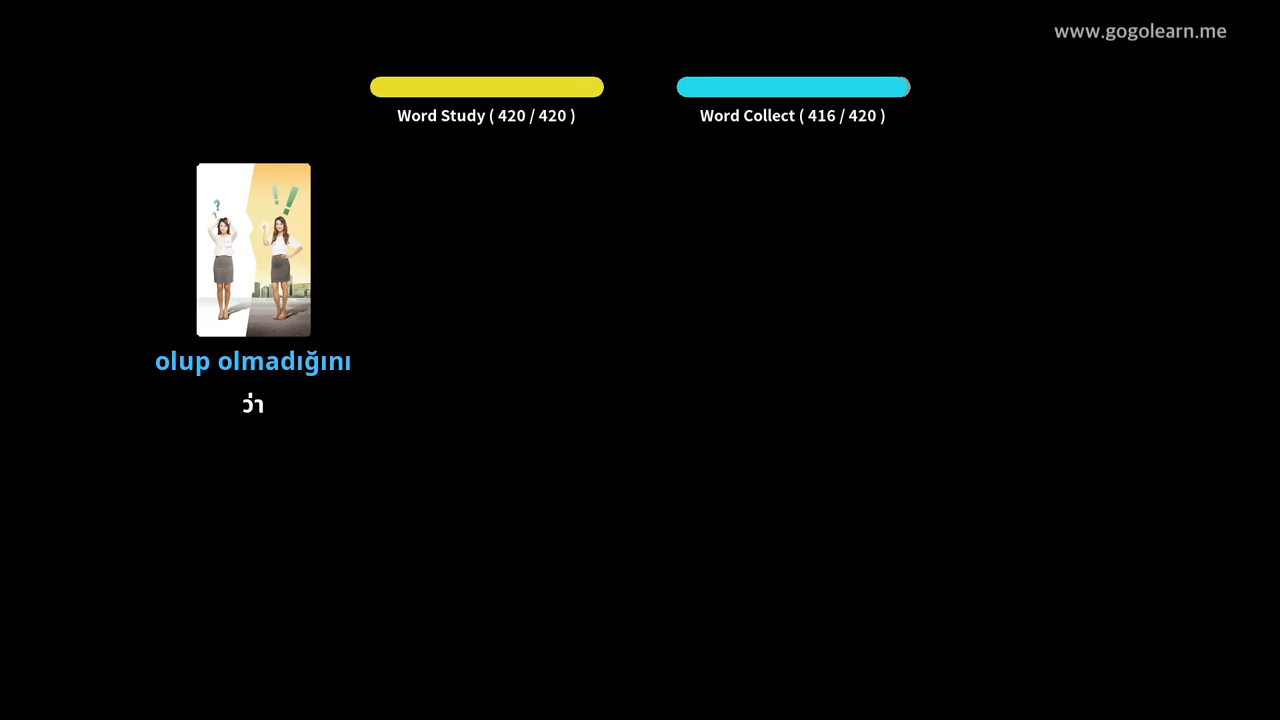 www.gogolearn.me
Word Study ( 420 / 420 )
Word Collect ( 416 / 420 )
olup olmadığını
ว่า